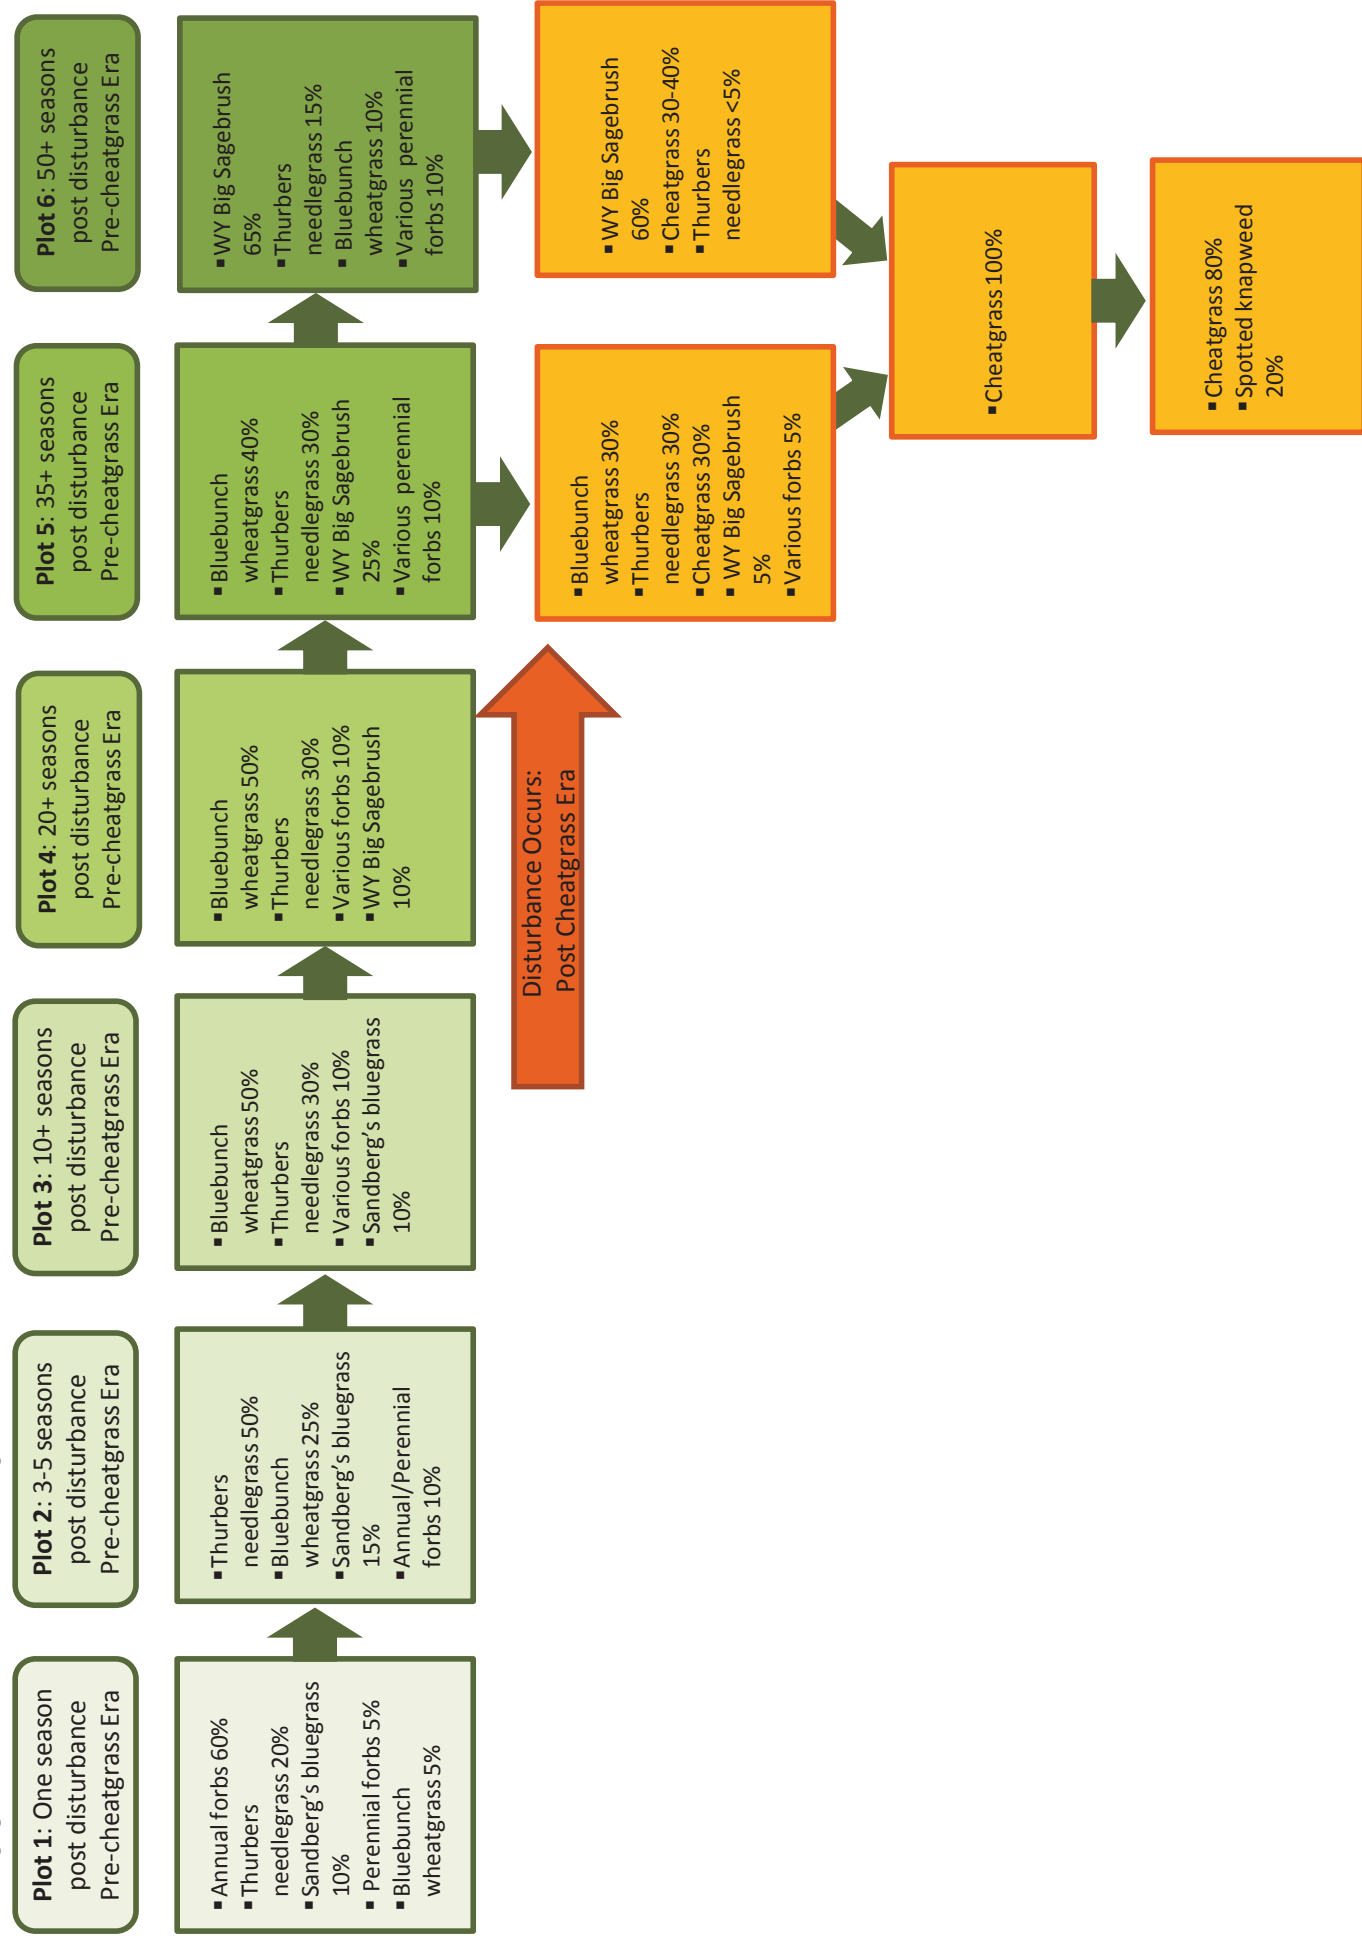 Plot 1: One season
post disturbance
Pre-cheatgrass Era
Plot 2: 3-5 seasons
post disturbance
Pre-cheatgrass Era
Plot 3: 10+ seasons
post disturbance
Pre-cheatgrass Era
Plot 4: 20+ seasons
post disturbance
Pre-cheatgrass Era
Plot 5: 35+ seasons
post disturbance
Pre-cheatgrass Era
Plot 6: 50+ seasons
post disturbance
Pre-cheatgrass Era
▪Annual forbs 60%
▪Thurbers
needlegrass 20%
▪Sandberg's bluegrass
10%
▪ Perennial forbs 5%
▪Bluebunch
wheatgrass 5%
▪Thurbers
needlegrass 50%
▪Bluebunch
wheatgrass 25%
▪Sandberg's bluegrass
15%
▪Annual/Perennial
forbs 10%
▪Bluebunch
wheatgrass 50%
▪Thurbers
needlegrass 30%
▪Various forbs 10%
▪Sandberg's bluegrass
10%
▪Bluebunch
wheatgrass 50%
▪Thurbers
needlegrass 30%
▪Various forbs 10%
▪WY Big Sagebrush
10%
▪Bluebunch
wheatgrass 40%
▪Thurbers
needlegrass 30%
▪WY Big Sagebrush
25%
▪Various perennial
forbs 10%
▪WY Big Sagebrush
65%
▪Thurbers
needlegrass 15%
▪Bluebunch
wheatgrass 10%
▪Various perennial
forbs 10%
Disturbance Occurs:
Post Cheatgrass Era
▪Bluebunch
wheatgrass 30%
▪Thurbers
needlegrass 30%
▪Cheatgrass 30%
▪WY Big Sagebrush
5%
▪Various forbs 5%
▪WY Big Sagebrush
60%
▪Cheatgrass 30-40%
▪Thurbers
needlegrass <5%
▪Cheatgrass 100%
▪Cheatgrass 80%
▪Spotted knapweed
20%